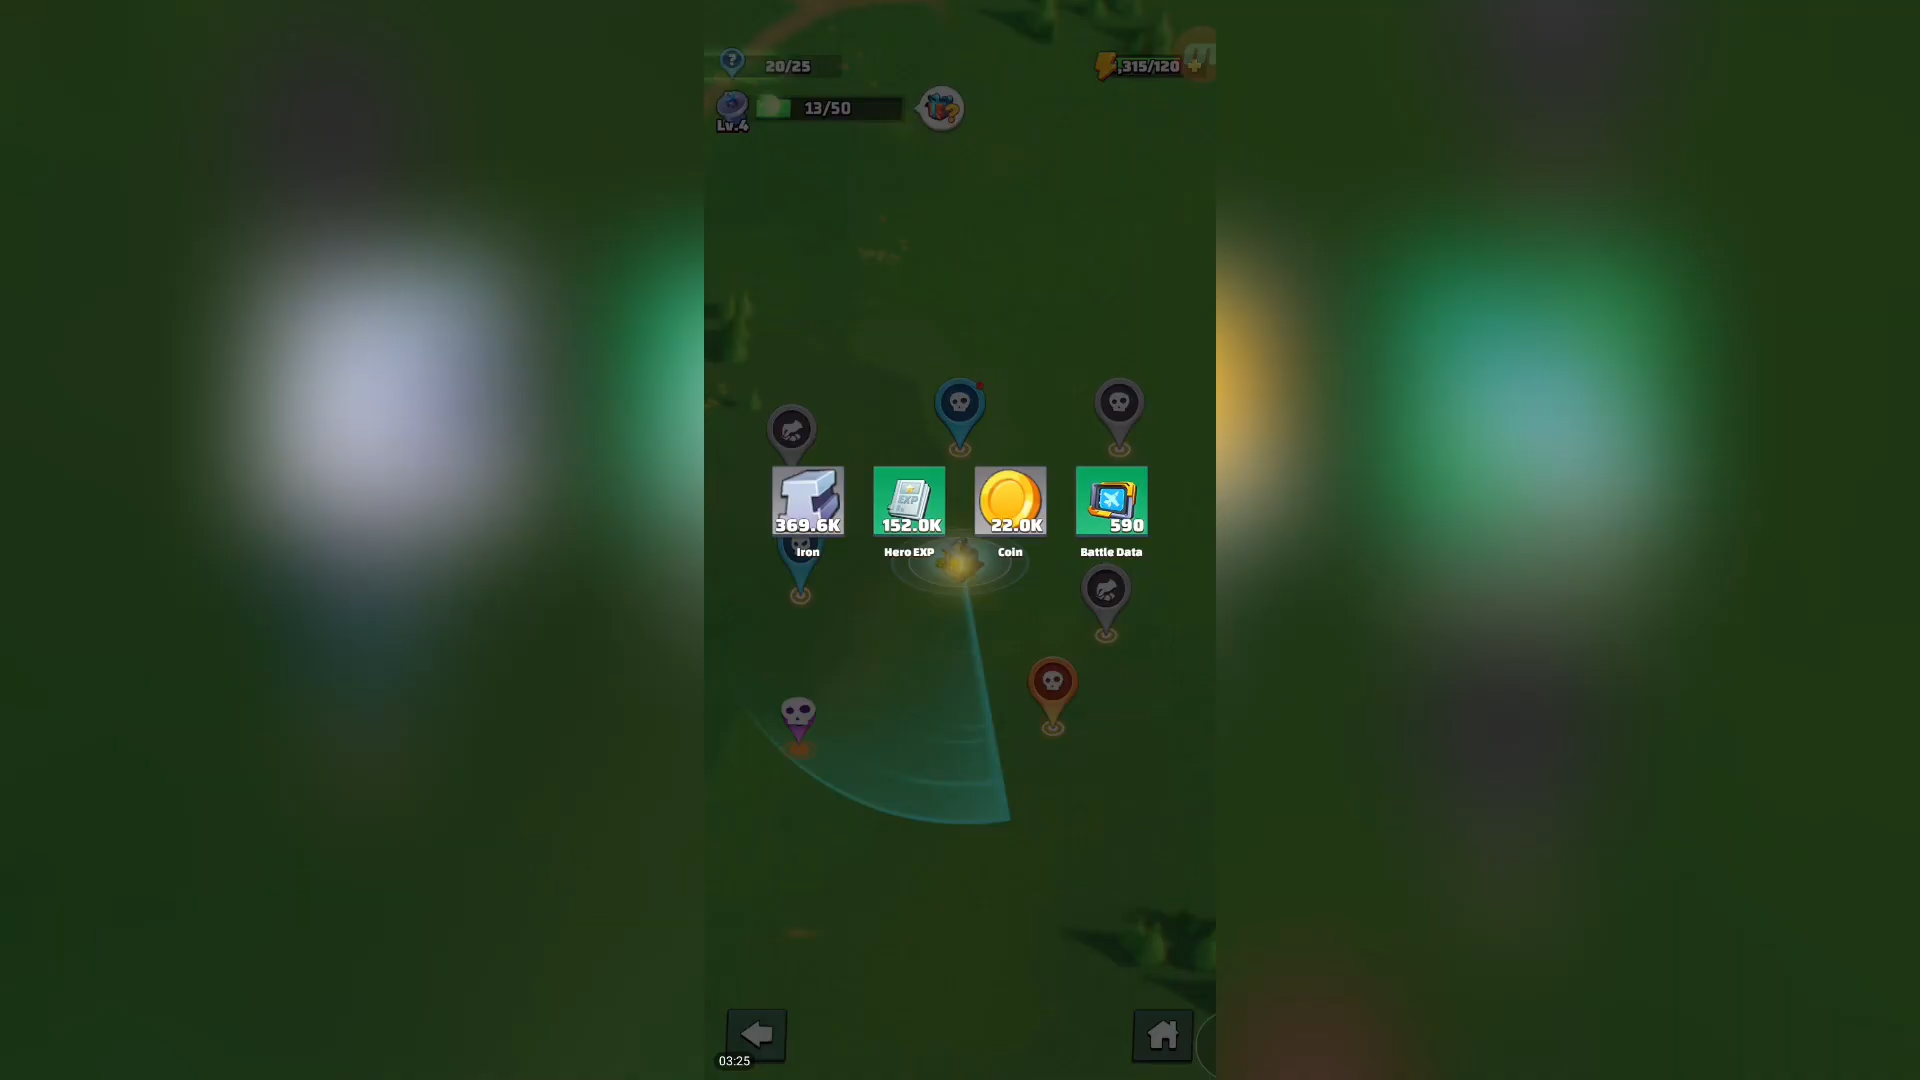 20/25
,315/120
13/50
Lv.4
369.6K
152.0K
22.0K
590
Iron
Hero EXP
Coin
Battle Data
03:25